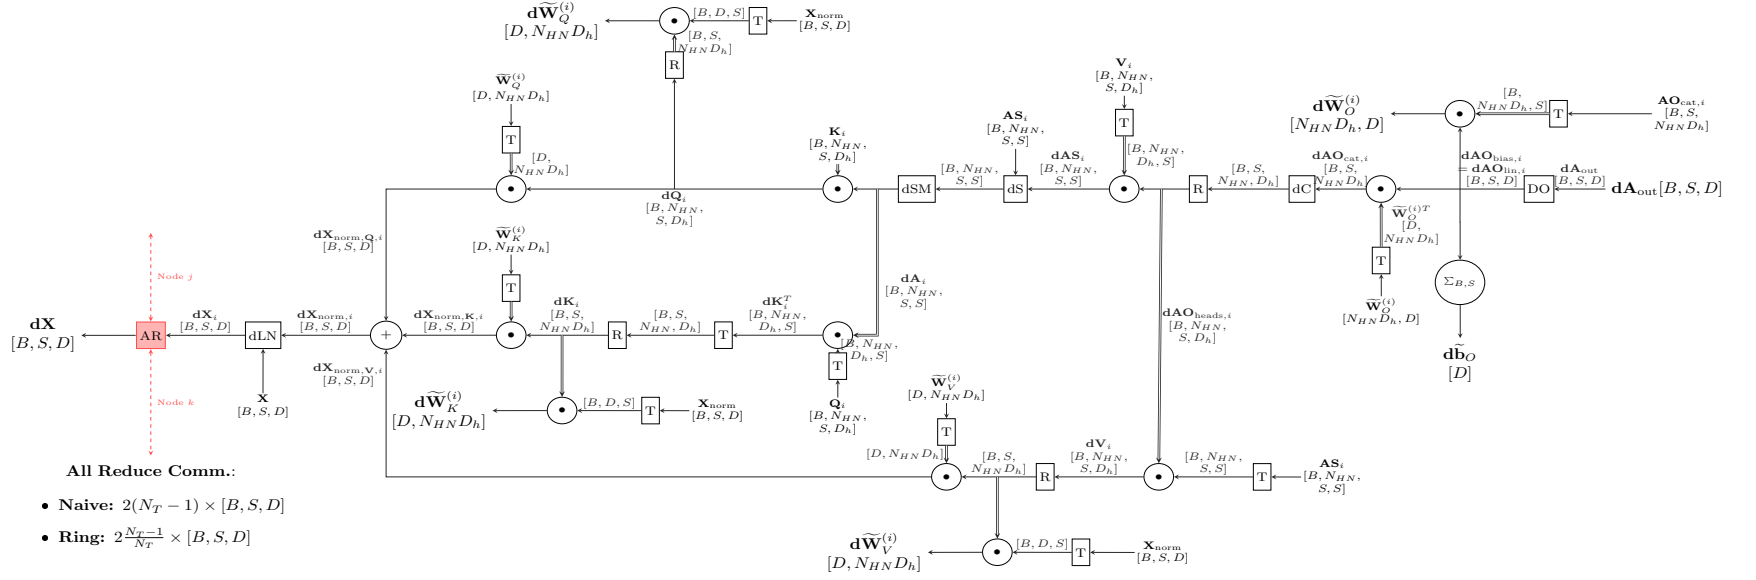 dW̃_Q^(i)
[D, N_HN D_h]
[B, D, S]
T
X_norm
[B, S, D]
[B, S,
N_HN D_h]
R
W̃_Q^(i)
[D, N_HN D_h]
T
[D,
N_HN D_h]
dQ_i
[B, N_HN,
S, D_h]
K_i
[B, N_HN,
S, D_h]
dSM
[B, N_HN,
S, S]
AS_i
[B, N_HN,
S, S]
dS
dAS_i
[B, N_HN,
S, S]
V_i
[B, N_HN,
S, D_h]
T
[B, N_HN,
D_h, S]
R
[B, S,
N_HN, D_h]
dC
dAO_cat,i
[B, S,
N_HN D_h]
dW̃_O^(i)
[N_HN D_h, D]
[B,
N_HN D_h, S]
T
AO_cat,i
[B, S,
N_HN D_h]
dAO_bias,i
= dAO_lin,i
[B, S, D]
DO
dA_out
[B, S, D]
dA_out[B, S, D]
W̃_O^(i)T
[D,
N_HN D_h]
T
W̃_O^(i)
[N_HN D_h, D]
Σ_B,S
db̃_O
[D]
dX_norm,Q,i
[B, S, D]
W̃_K^(i)
[D, N_HN D_h]
T
dA_i
[B, N_HN,
S, S]
dAO_heads,i
[B, N_HN,
S, D_h]
Node j
dX
[B, S, D]
AR
dX_i
[B, S, D]
dLN
dX_norm,i
[B, S, D]
+
dX_norm,K,i
[B, S, D]
dK_i
[B, S,
N_HN D_h]
R
[B, S,
N_HN, D_h]
T
dK_i^T
[B, N_HN,
D_h, S]
[B, N_HN,
D_h, S]
T
Q_i
[B, N_HN,
S, D_h]
Node k
X
[B, S, D]
dX_norm,V,i
[B, S, D]
dW̃_K^(i)
[D, N_HN D_h]
[B, D, S]
T
X_norm
[B, S, D]
W̃_V^(i)
[D, N_HN D_h]
T
[D, N_HN D_h]
[B, S,
N_HN D_h]
R
dV_i
[B, N_HN,
S, D_h]
[B, N_HN,
S, S]
T
AS_i
[B, N_HN,
S, S]
dW̃_V^(i)
[D, N_HN D_h]
[B, D, S]
T
X_norm
[B, S, D]
All Reduce Comm.:
• Naive: 2(N_T − 1) × [B, S, D]
• Ring: 2 (N_T−1)/N_T × [B, S, D]